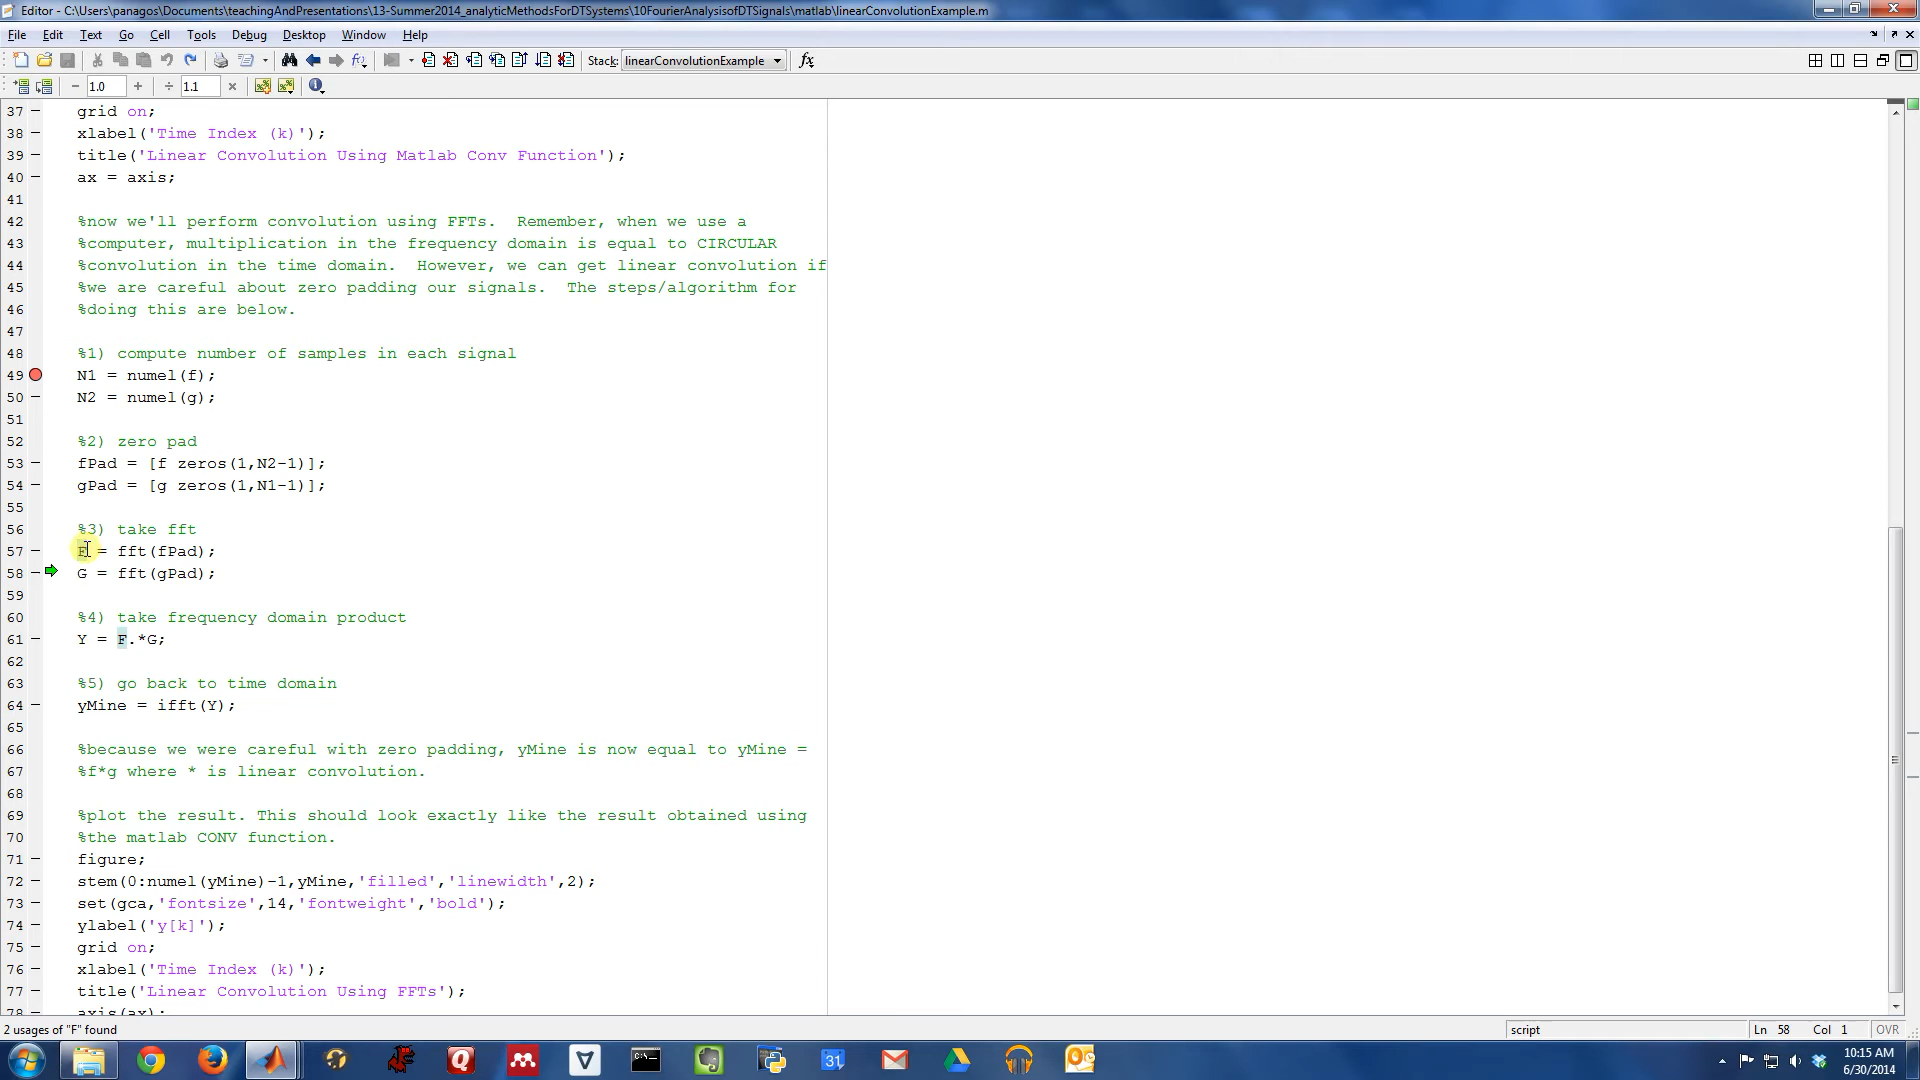 Editor - C:\Users\panagos\Documents\teachingAndPresentations\13-Summer2014_analyticMethodsForDTSystems\10FourierAnalysisofDTSignals\matlab\linearConvolutionExample.m
File Edit Text Go Cell Tools Debug Desktop Window Help
Stack: linearConvolutionExample fx
− 1.0 + ÷ 1.1 ×
37 grid on;
38 xlabel('Time Index (k)');
39 title('Linear Convolution Using Matlab Conv Function');
40 ax = axis;
41
42 %now we'll perform convolution using FFTs.  Remember, when we use a
43 %computer, multiplication in the frequency domain is equal to CIRCULAR
44 %convolution in the time domain.  However, we can get linear convolution if
45 %we are careful about zero padding our signals.  The steps/algorithm for
46 %doing this are below.
47
48 %1) compute number of samples in each signal
49 N1 = numel(f);
50 N2 = numel(g);
51
52 %2) zero pad
53 fPad = [f zeros(1,N2-1)];
54 gPad = [g zeros(1,N1-1)];
55
56 %3) take fft
57 F = fft(fPad);
58 G = fft(gPad);
59
60 %4) take frequency domain product
61 Y = F.*G;
62
63 %5) go back to time domain
64 yMine = ifft(Y);
65
66 %because we were careful with zero padding, yMine is now equal to yMine =
67 %f*g where * is linear convolution.
68
69 %plot the result. This should look exactly like the result obtained using
70 %the matlab CONV function.
71 figure;
72 stem(0:numel(yMine)-1,yMine,'filled','linewidth',2);
73 set(gca,'fontsize',14,'fontweight','bold');
74 ylabel('y[k]');
75 grid on;
76 xlabel('Time Index (k)');
77 title('Linear Convolution Using FFTs');
78 axis(ax);
2 usages of "F" found script Ln 58 Col 1 OVR
10:15 AM
6/30/2014